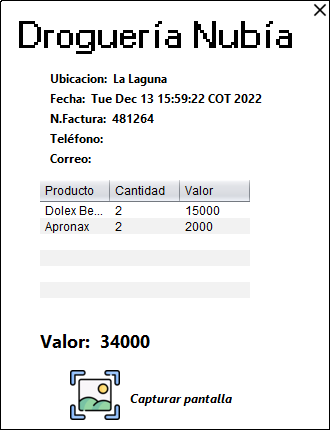 Droguería Nubía
Ubicacion: La Laguna
Fecha: Tue Dec 13 15:59:22 COT 2022
N.Factura: 481264
Teléfono:
Correo:
Producto Cantidad Valor
Dolex Be... 2 15000
Apronax 2 2000
Valor: 34000
Capturar pantalla